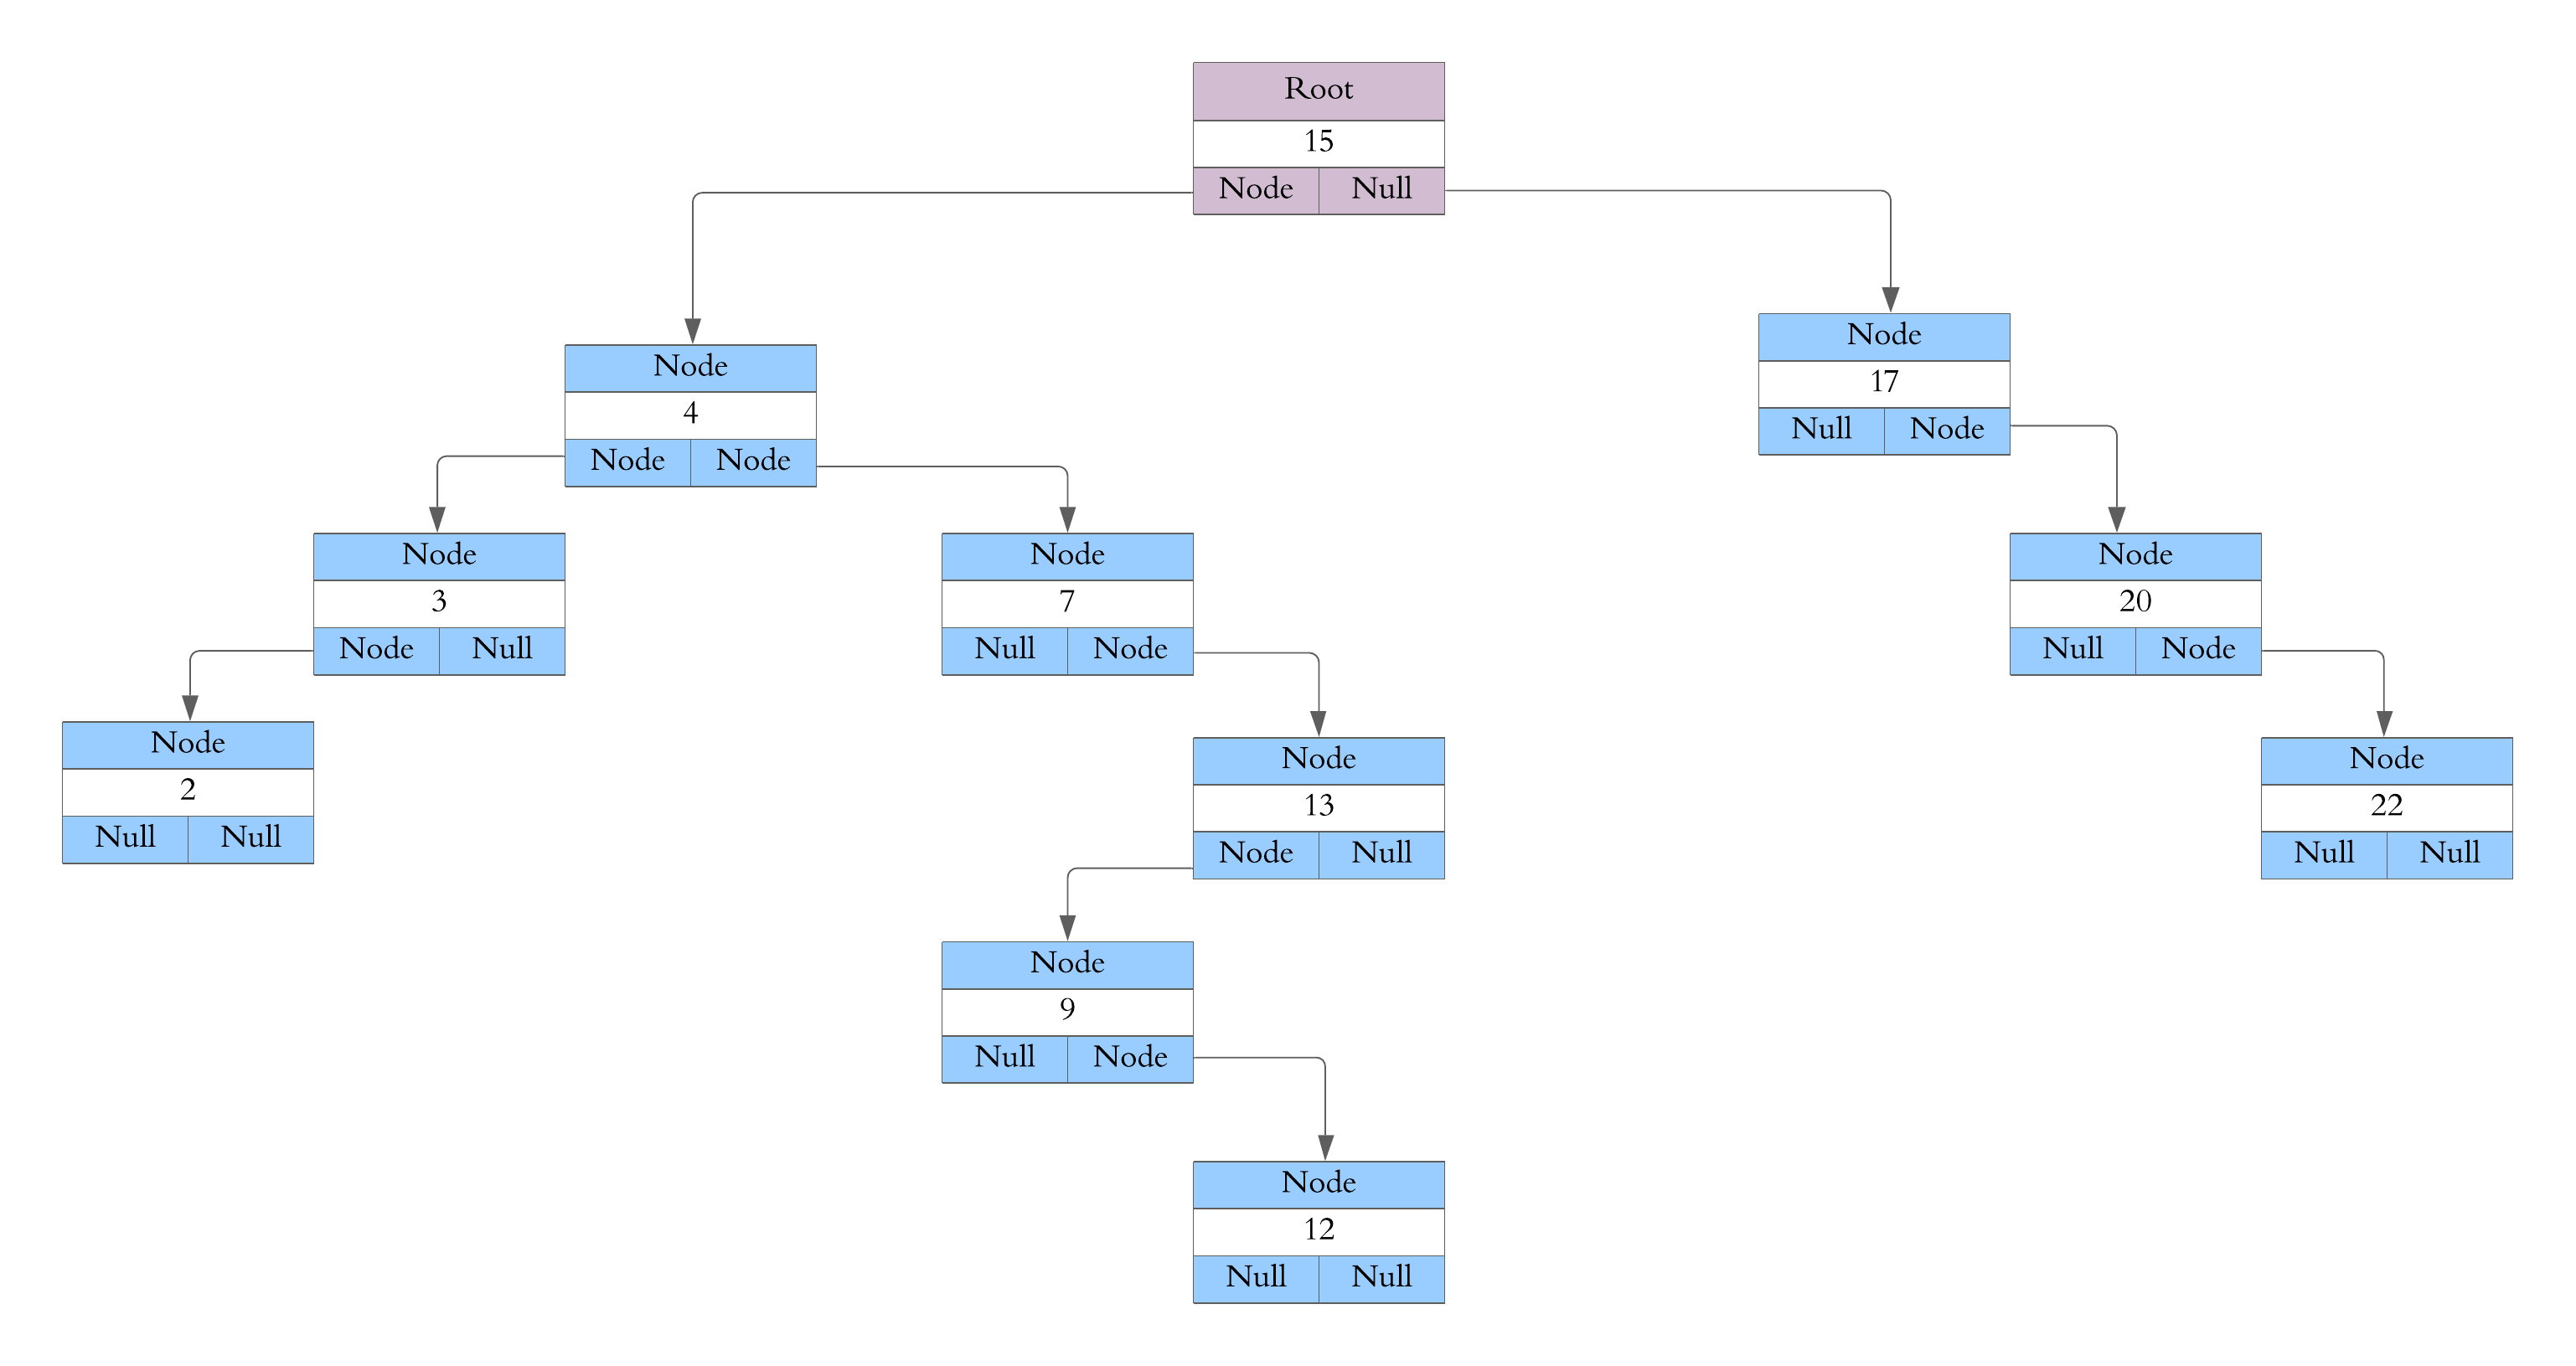 Root
15
Node Null
Node
17
Null Node
Node
4
Node Node
Node
3
Node Null
Node
7
Null Node
Node
20
Null Node
Node
2
Null Null
Node
13
Node Null
Node
22
Null Null
Node
9
Null Node
Node
12
Null Null